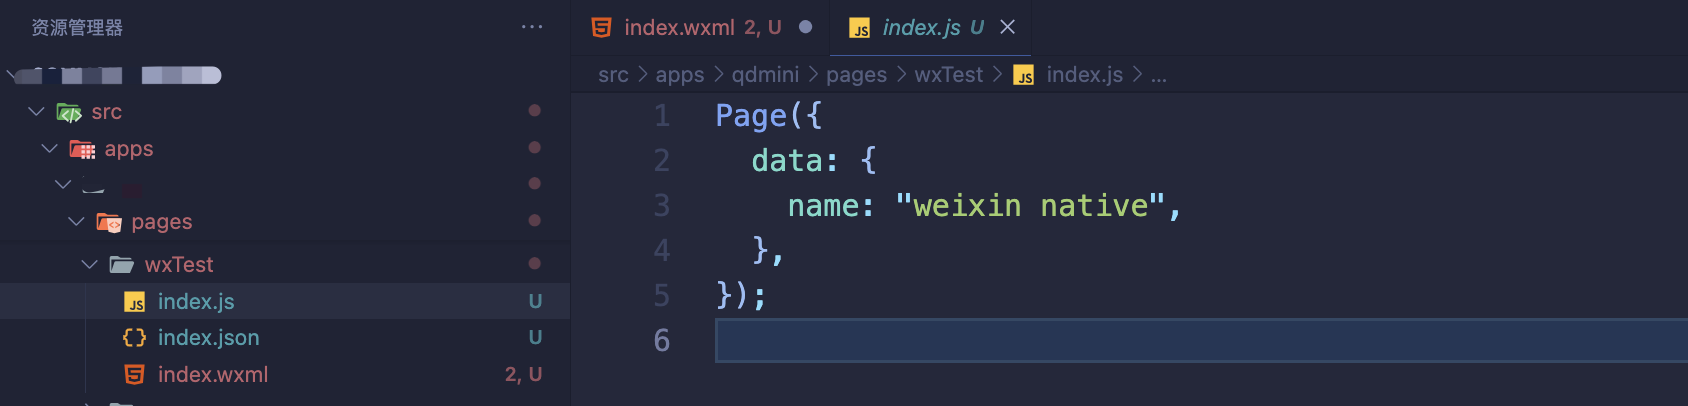 资源管理器 ···
src
apps
pages
wxTest
index.js U
index.json U
index.wxml 2, U
index.wxml 2, U
index.js U
src > apps > qdmini > pages > wxTest > index.js > ...
1 Page({
2 data: {
3 name: "weixin native",
4 },
5 });
6